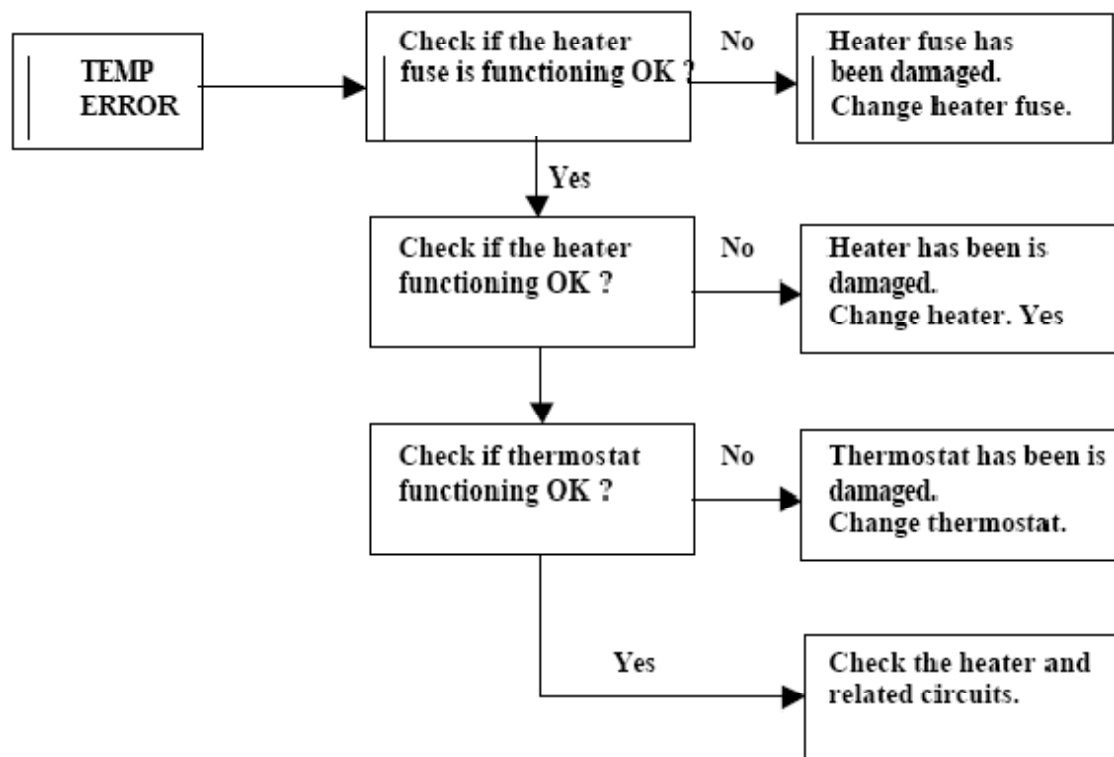 TEMP
ERROR
Check if the heater
fuse is functioning OK ?
No
Heater fuse has
been damaged.
Change heater fuse.
Yes
Check if the heater
functioning OK ?
No
Heater has been is
damaged.
Change heater. Yes
Check if thermostat
functioning OK ?
No
Thermostat has been is
damaged.
Change thermostat.
Yes
Check the heater and
related circuits.